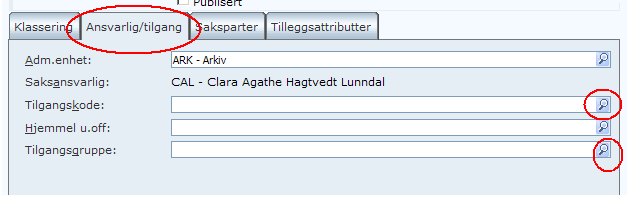 Publisert
Klassering Ansvarlig/tilgang Saksparter Tilleggsattributter
Adm.enhet: ARK - Arkiv
Saksansvarlig: CAL - Clara Agathe Hagtvedt Lunndal
Tilgangskode:
Hjemmel u.off:
Tilgangsgruppe: